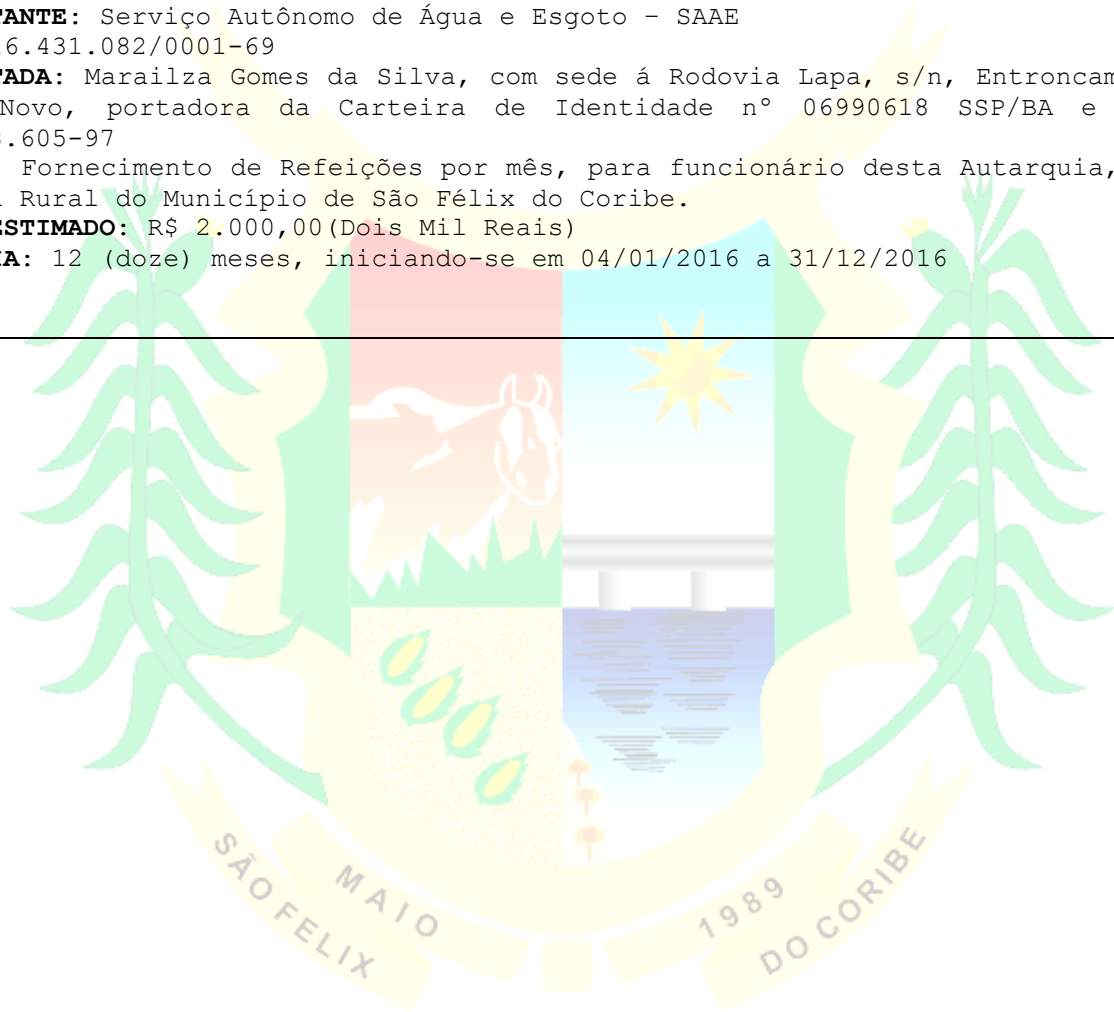 TANTE: Serviço Autônomo de Água e Esgoto – SAAE
6.431.082/0001-69
TADA: Marailza Gomes da Silva, com sede á Rodovia Lapa, s/n, Entroncam
Novo, portadora da Carteira de Identidade nº 06990618 SSP/BA e
.605-97
Fornecimento de Refeições por mês, para funcionário desta Autarquia,
Rural do Município de São Félix do Coribe.
ESTIMADO: R$ 2.000,00(Dois Mil Reais)
IA: 12 (doze) meses, iniciando-se em 04/01/2016 a 31/12/2016
SÃO FELIX MAIO 1989 DO CORIBE